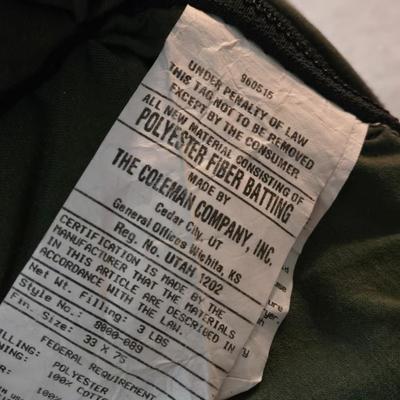 960515
UNDER PENALTY OF LAW
THIS TAG NOT TO BE REMOVED
EXCEPT BY THE CONSUMER
ALL NEW MATERIAL CONSISTING OF
POLYESTER FIBER BATTING
MADE BY
THE COLEMAN COMPANY, INC.
Cedar City, UT
General Offices Wichita, KS
Reg. No. UTAH 1202
CERTIFICATION IS MADE BY THE
MANUFACTURER THAT THE MATERIALS
IN THIS ARTICLE ARE DESCRIBED IN
ACCORDANCE WITH THE LAW.
Net Wt. Filling: 3 LBS
Style No.: 8000-089
Fin. Size: 33 X 75
FEDERAL REQUIREMENT
ILLING: POLYESTER
100%